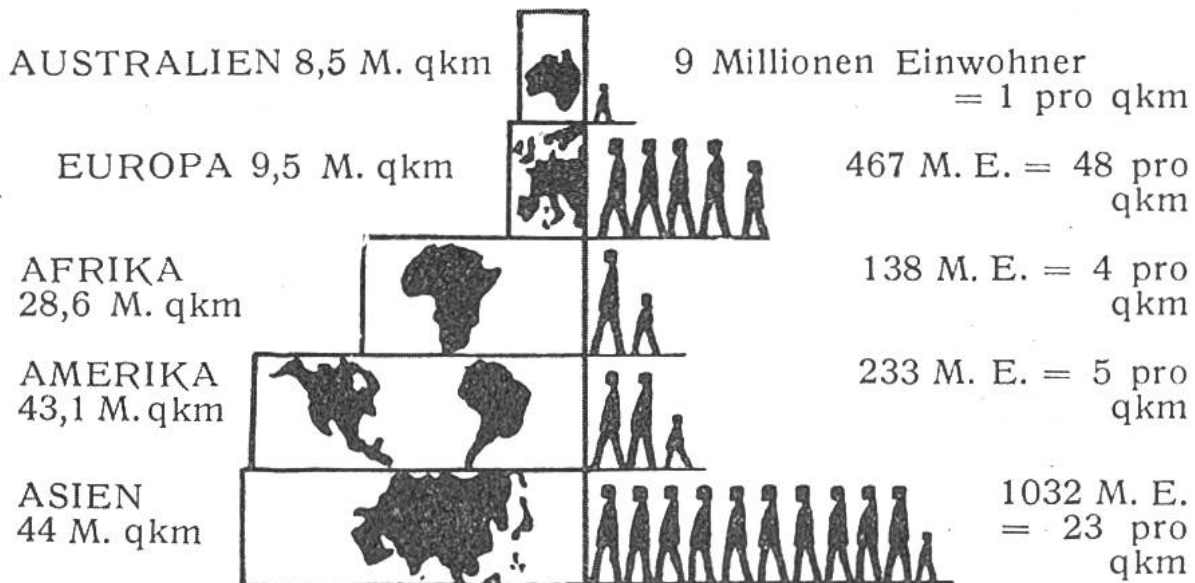 AUSTRALIEN 8,5 M. qkm
9 Millionen Einwohner
= 1 pro qkm
EUROPA 9,5 M. qkm
467 M. E. = 48 pro
qkm
AFRIKA
28,6 M. qkm
138 M. E. = 4 pro
qkm
AMERIKA
43,1 M. qkm
233 M. E. = 5 pro
qkm
ASIEN
44 M. qkm
1032 M. E.
= 23 pro
qkm